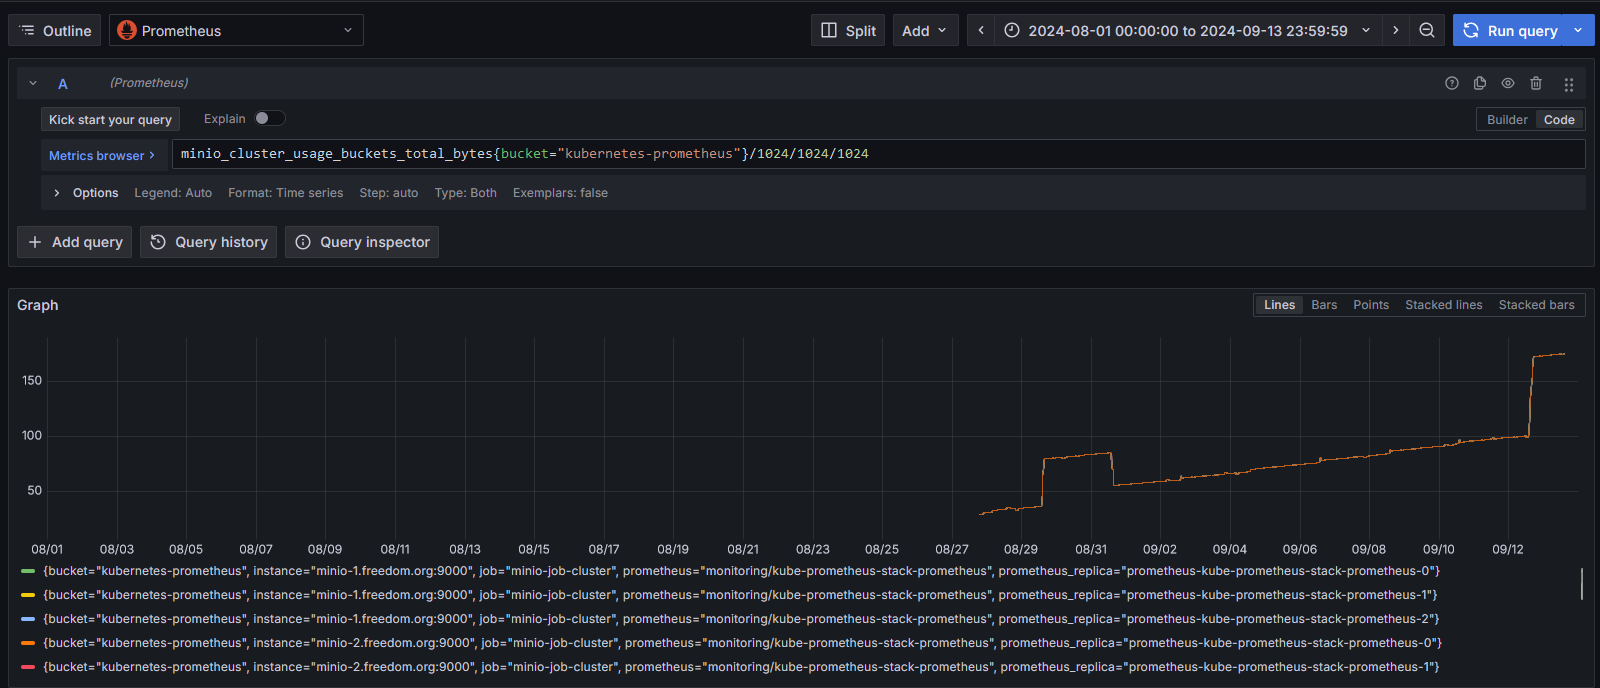 Outline Prometheus Split Add 2024-08-01 00:00:00 to 2024-09-13 23:59:59 Run query
A (Prometheus)
Kick start your query Explain Builder Code
Metrics browser > minio_cluster_usage_buckets_total_bytes{bucket="kubernetes-prometheus"}/1024/1024/1024
> Options Legend: Auto Format: Time series Step: auto Type: Both Exemplars: false
+ Add query Query history Query inspector
Graph Lines Bars Points Stacked lines Stacked bars
150
100
50
08/01 08/03 08/05 08/07 08/09 08/11 08/13 08/15 08/17 08/19 08/21 08/23 08/25 08/27 08/29 08/31 09/02 09/04 09/06 09/08 09/10 09/12
{bucket="kubernetes-prometheus", instance="minio-1.freedom.org:9000", job="minio-job-cluster", prometheus="monitoring/kube-prometheus-stack-prometheus", prometheus_replica="prometheus-kube-prometheus-stack-prometheus-0"}
{bucket="kubernetes-prometheus", instance="minio-1.freedom.org:9000", job="minio-job-cluster", prometheus="monitoring/kube-prometheus-stack-prometheus", prometheus_replica="prometheus-kube-prometheus-stack-prometheus-1"}
{bucket="kubernetes-prometheus", instance="minio-1.freedom.org:9000", job="minio-job-cluster", prometheus="monitoring/kube-prometheus-stack-prometheus", prometheus_replica="prometheus-kube-prometheus-stack-prometheus-2"}
{bucket="kubernetes-prometheus", instance="minio-2.freedom.org:9000", job="minio-job-cluster", prometheus="monitoring/kube-prometheus-stack-prometheus", prometheus_replica="prometheus-kube-prometheus-stack-prometheus-0"}
{bucket="kubernetes-prometheus", instance="minio-2.freedom.org:9000", job="minio-job-cluster", prometheus="monitoring/kube-prometheus-stack-prometheus", prometheus_replica="prometheus-kube-prometheus-stack-prometheus-1"}